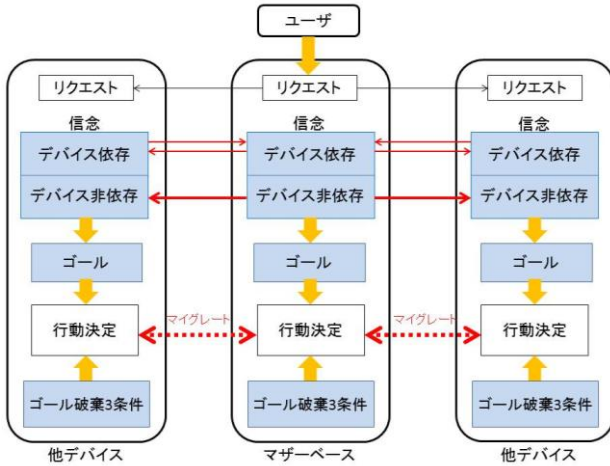 ユーザ
リクエスト
リクエスト
リクエスト
信念
信念
信念
デバイス依存
デバイス依存
デバイス依存
デバイス非依存
デバイス非依存
デバイス非依存
ゴール
ゴール
ゴール
マイグレート
マイグレート
行動決定
行動決定
行動決定
ゴール破棄3条件
ゴール破棄3条件
ゴール破棄3条件
他デバイス
マザーベース
他デバイス